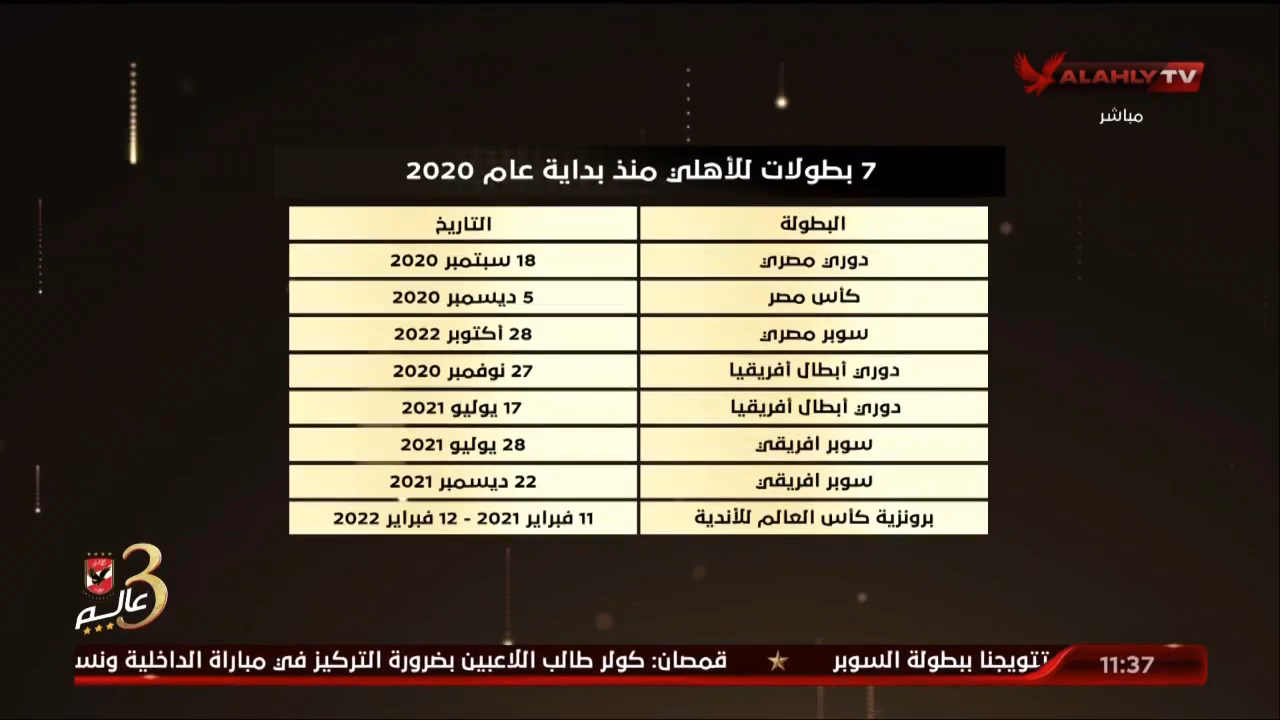 ALAHLY TV
مباشر
7 بطولات للأهلي منذ بداية عام 2020
البطولة التاريخ
دوري مصري 18 سبتمبر 2020
كأس مصر 5 ديسمبر 2020
سوبر مصري 28 أكتوبر 2022
دوري أبطال أفريقيا 27 نوفمبر 2020
دوري أبطال أفريقيا 17 يوليو 2021
سوبر افريقي 28 يوليو 2021
سوبر افريقي 22 ديسمبر 2021
برونزية كأس العالم للأندية 11 فبراير 2021 - 12 فبراير 2022
3 عالم
11:37 تتويجنا ببطولة السوبر قمصان: كولر طالب اللاعبين بضرورة التركيز في مباراة الداخلية ونس